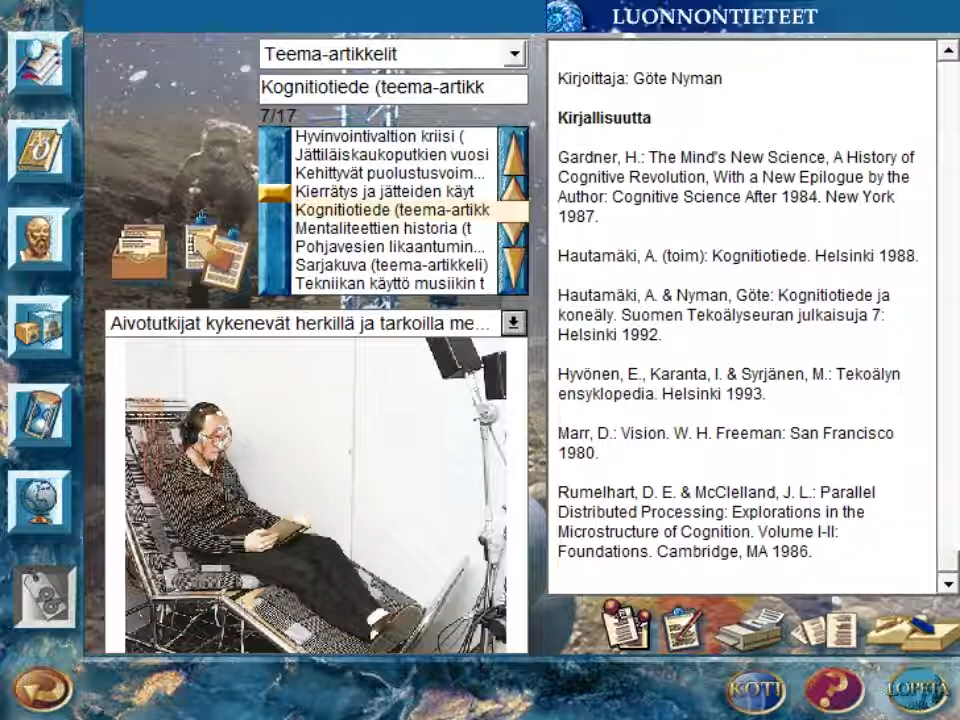 LUONNONTIETEET
Teema-artikkelit
Kognitiotiede (teema-artikk
7/17
Hyvinvointivaltion kriisi (
Jättiläiskaukoputkien vuosi
Kehittyvät puolustusvoim...
Kierrätys ja jätteiden käyt
Kognitiotiede (teema-artikk
Mentaliteettien historia (t
Pohjavesien likaantumin...
Sarjakuva (teema-artikkeli)
Tekniikan käyttö musiikin t
Aivotutkijat kykenevät herkillä ja tarkoilla me...
Kirjoittaja: Göte Nyman
Kirjallisuutta
Gardner, H.: The Mind's New Science, A History of
Cognitive Revolution, With a New Epilogue by the
Author: Cognitive Science After 1984. New York
1987.
Hautamäki, A. (toim): Kognitiotiede. Helsinki 1988.
Hautamäki, A. & Nyman, Göte: Kognitiotiede ja
koneäly. Suomen Tekoälyseuran julkaisuja 7:
Helsinki 1992.
Hyvönen, E., Karanta, I. & Syrjänen, M.: Tekoälyn
ensyklopedia. Helsinki 1993.
Marr, D.: Vision. W. H. Freeman: San Francisco
1980.
Rumelhart, D. E. & McClelland, J. L.: Parallel
Distributed Processing: Explorations in the
Microstructure of Cognition. Volume I-II:
Foundations. Cambridge, MA 1986.
KOTI
?
LOPETA